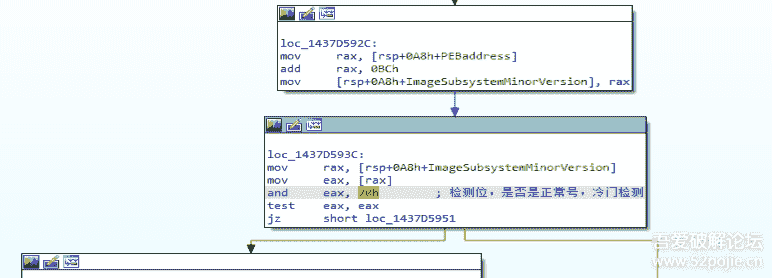 loc_1437D592C:
mov rax, [rsp+0A8h+PEBaddress]
add rax, 0BCh
mov [rsp+0A8h+ImageSubsystemMinorVersion], rax
loc_1437D593C:
mov rax, [rsp+0A8h+ImageSubsystemMinorVersion]
mov eax, [rax]
and eax, 70h ; 检测位，是否是正常号，冷门检测
test eax, eax
jz short loc_1437D5951
吾爱破解论坛
www.52pojie.cn